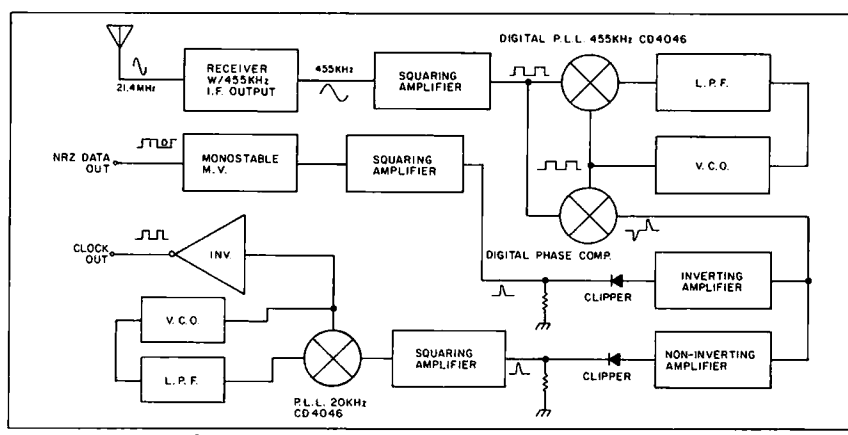 DIGITAL P.L.L. 455KHz CD4046
21.4MHz
RECEIVER
W/455KHz
I.F. OUTPUT
455KHz
SQUARING
AMPLIFIER
L.P.F.
NRZ DATA
OUT
MONOSTABLE
M.V.
SQUARING
AMPLIFIER
V.C.O.
CLOCK
OUT
INV.
DIGITAL PHASE COMP.
CLIPPER
INVERTING
AMPLIFIER
V.C.O.
L.P.F.
P.L.L. 20KHz
CD4046
SQUARING
AMPLIFIER
CLIPPER
NON-INVERTING
AMPLIFIER